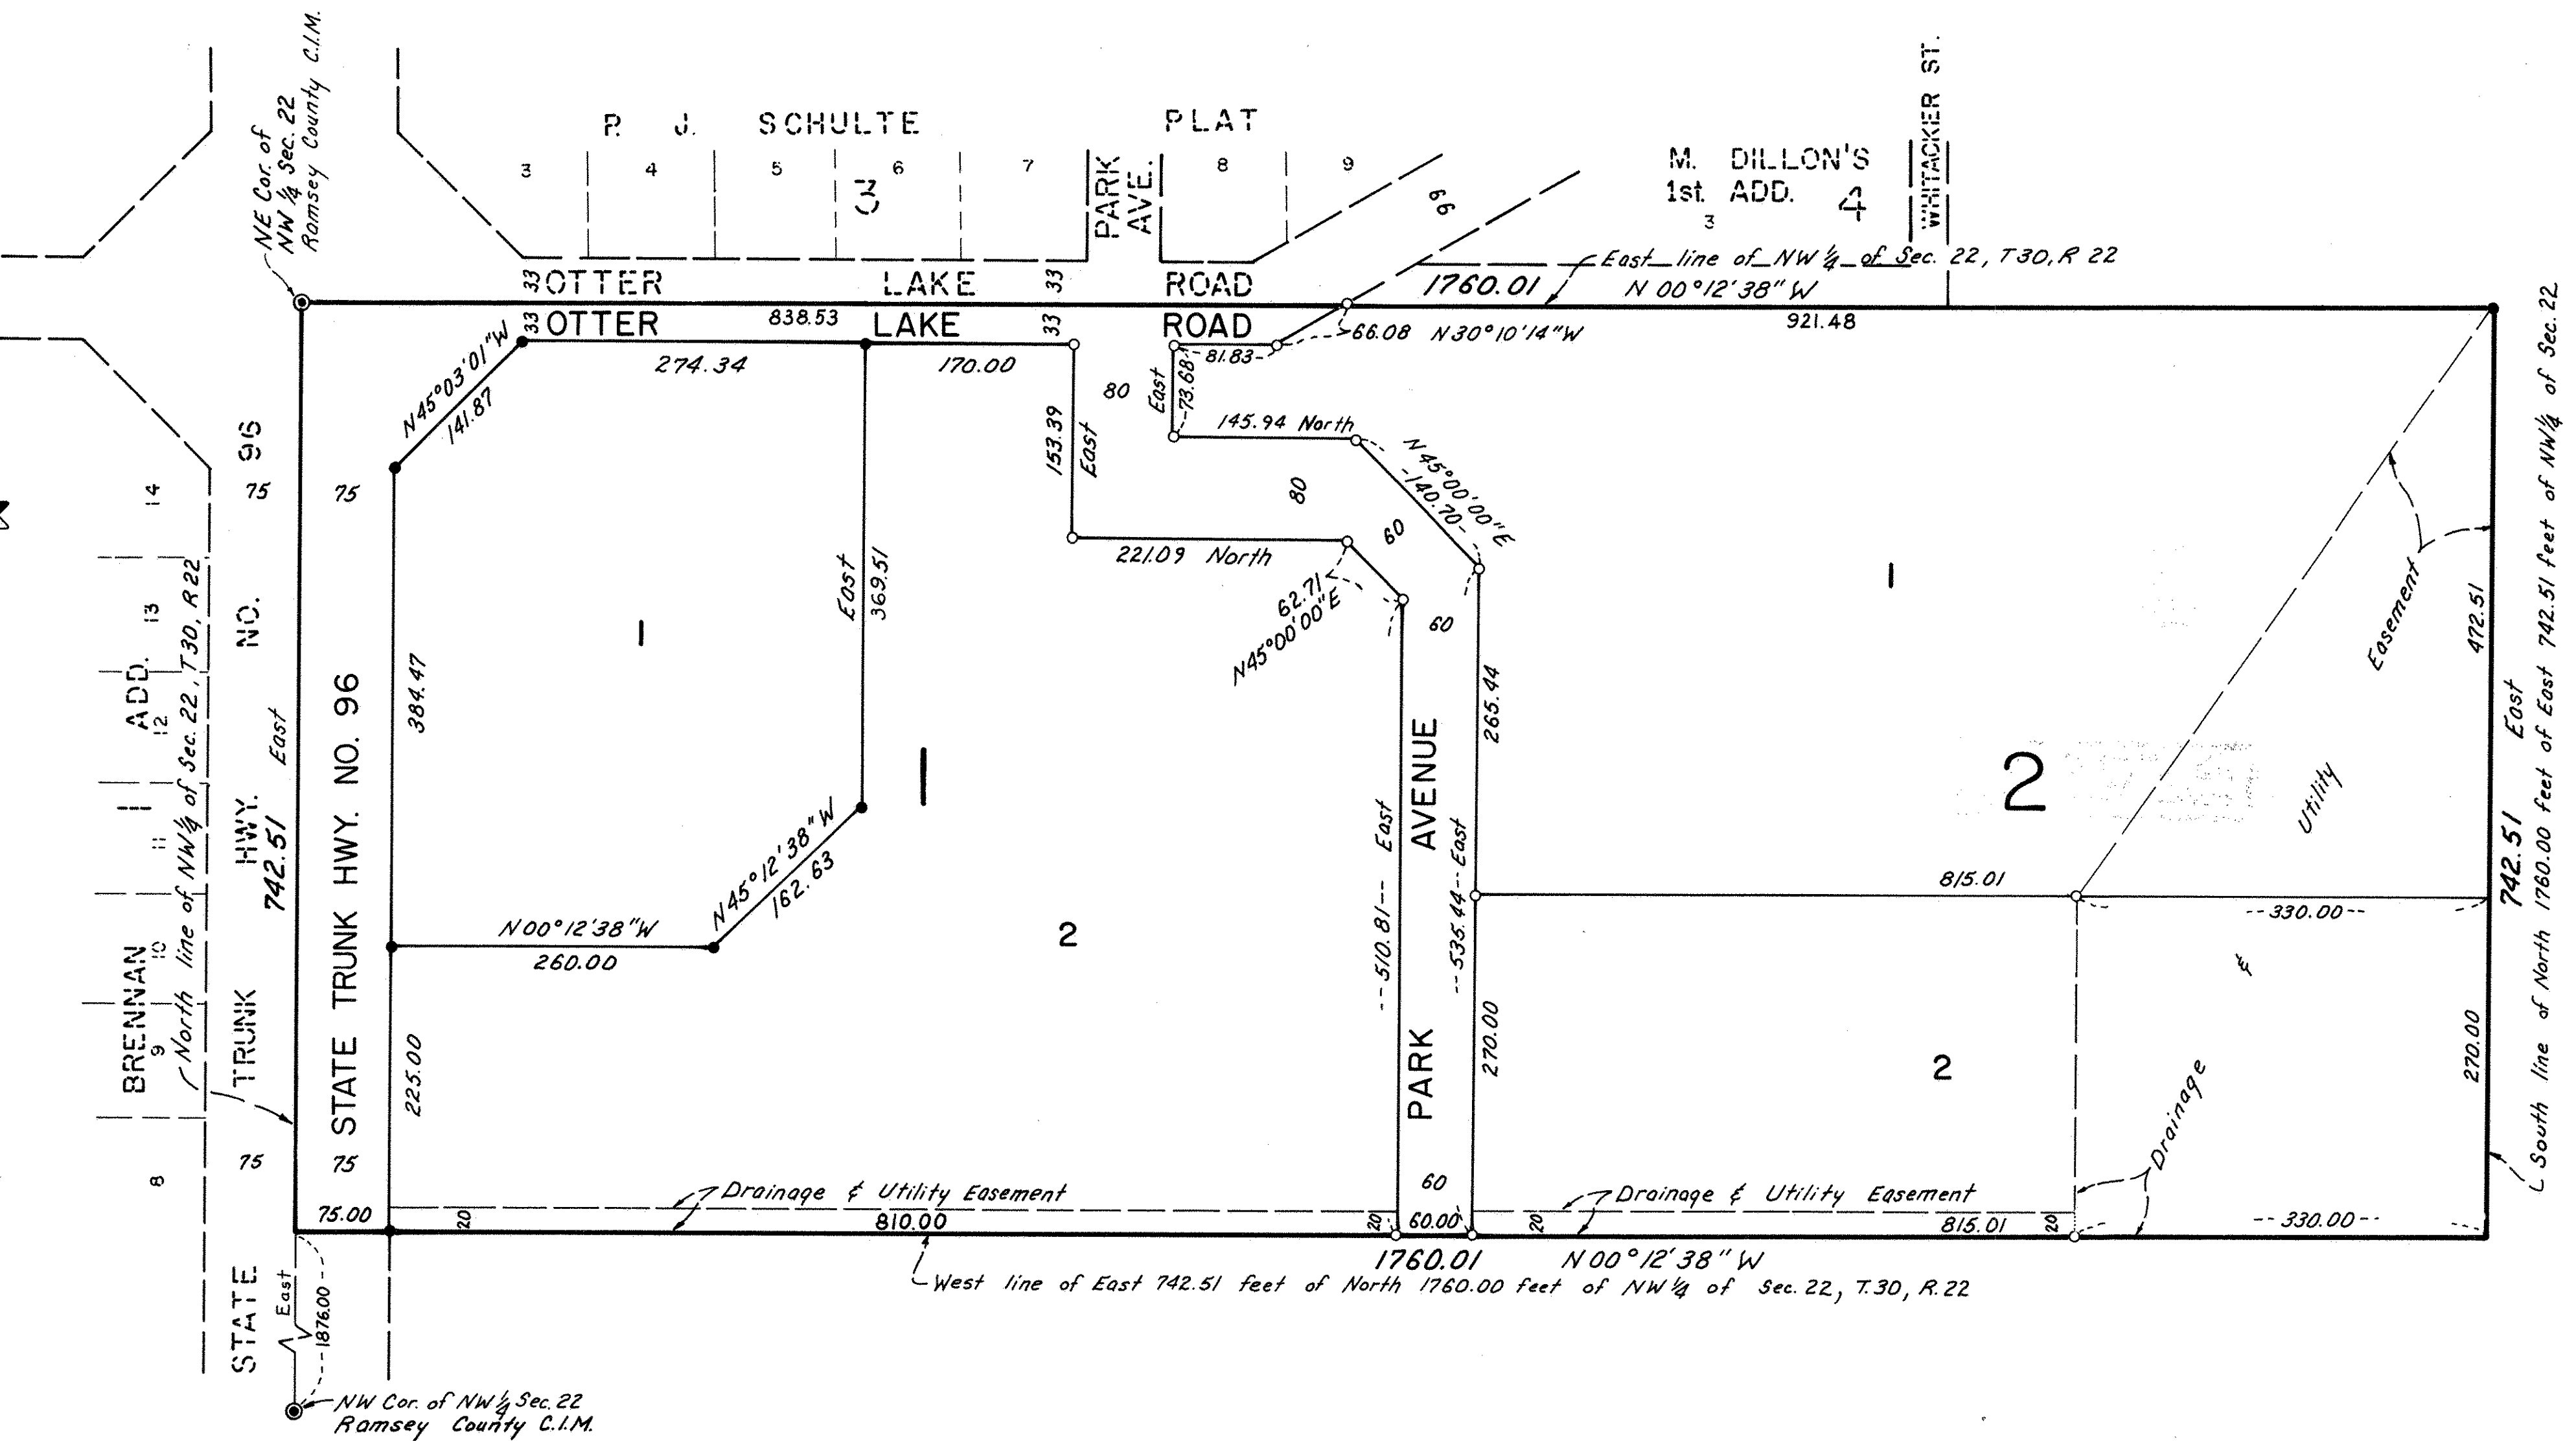 NE Cor. of
NW 1/4 Sec. 22
Ramsey County C.I.M.
P. J. SCHULTE PLAT
3
4
5
6
7
8
9
3
PARK
AVE.
66
M. DILLON'S
1st. ADD.
3
4
WHITACKER ST.
33 OTTER LAKE 33 ROAD
East line of NW 1/4 of Sec. 22, T30, R 22
1760.01 N 00°12'38" W
33 OTTER 838.53 LAKE 33 ROAD
66.08 N30°10'14"W
921.48
N45°03'01"W
141.87
274.34
170.00
81.83
80
East
73.68
153.39
East
145.94 North
N45°00'00"E
140.70
80
60
221.09 North
62.71
N45°00'00"E
60
STATE TRUNK HWY. NO. 96
75
75
STATE TRUNK HWY. NO. 96
75
75
742.51 East
North line of NW 1/4 of Sec. 22, T30, R22
BRENNAN ADD.
1
14
13
12
11
10
9
8
384.47
225.00
1
East
369.51
N45°12'38"W
162.63
N00°12'38"W
260.00
1
2
510.81 East
PARK AVENUE
60
265.44
535.44 East
270.00
1
2
815.01
330.00
2
Easement
Utility
&
Drainage
472.51
270.00
742.51 East
South line of North 1760.00 feet of East 742.51 feet of NW 1/4 of Sec. 22
75.00
20
Drainage & Utility Easement
810.00
20
60.00
20
Drainage & Utility Easement
815.01
20
330.00
1760.01 N 00°12'38" W
West line of East 742.51 feet of North 1760.00 feet of NW 1/4 of Sec. 22, T.30, R.22
East
1876.00
NW Cor. of NW 1/4 Sec. 22
Ramsey County C.I.M.